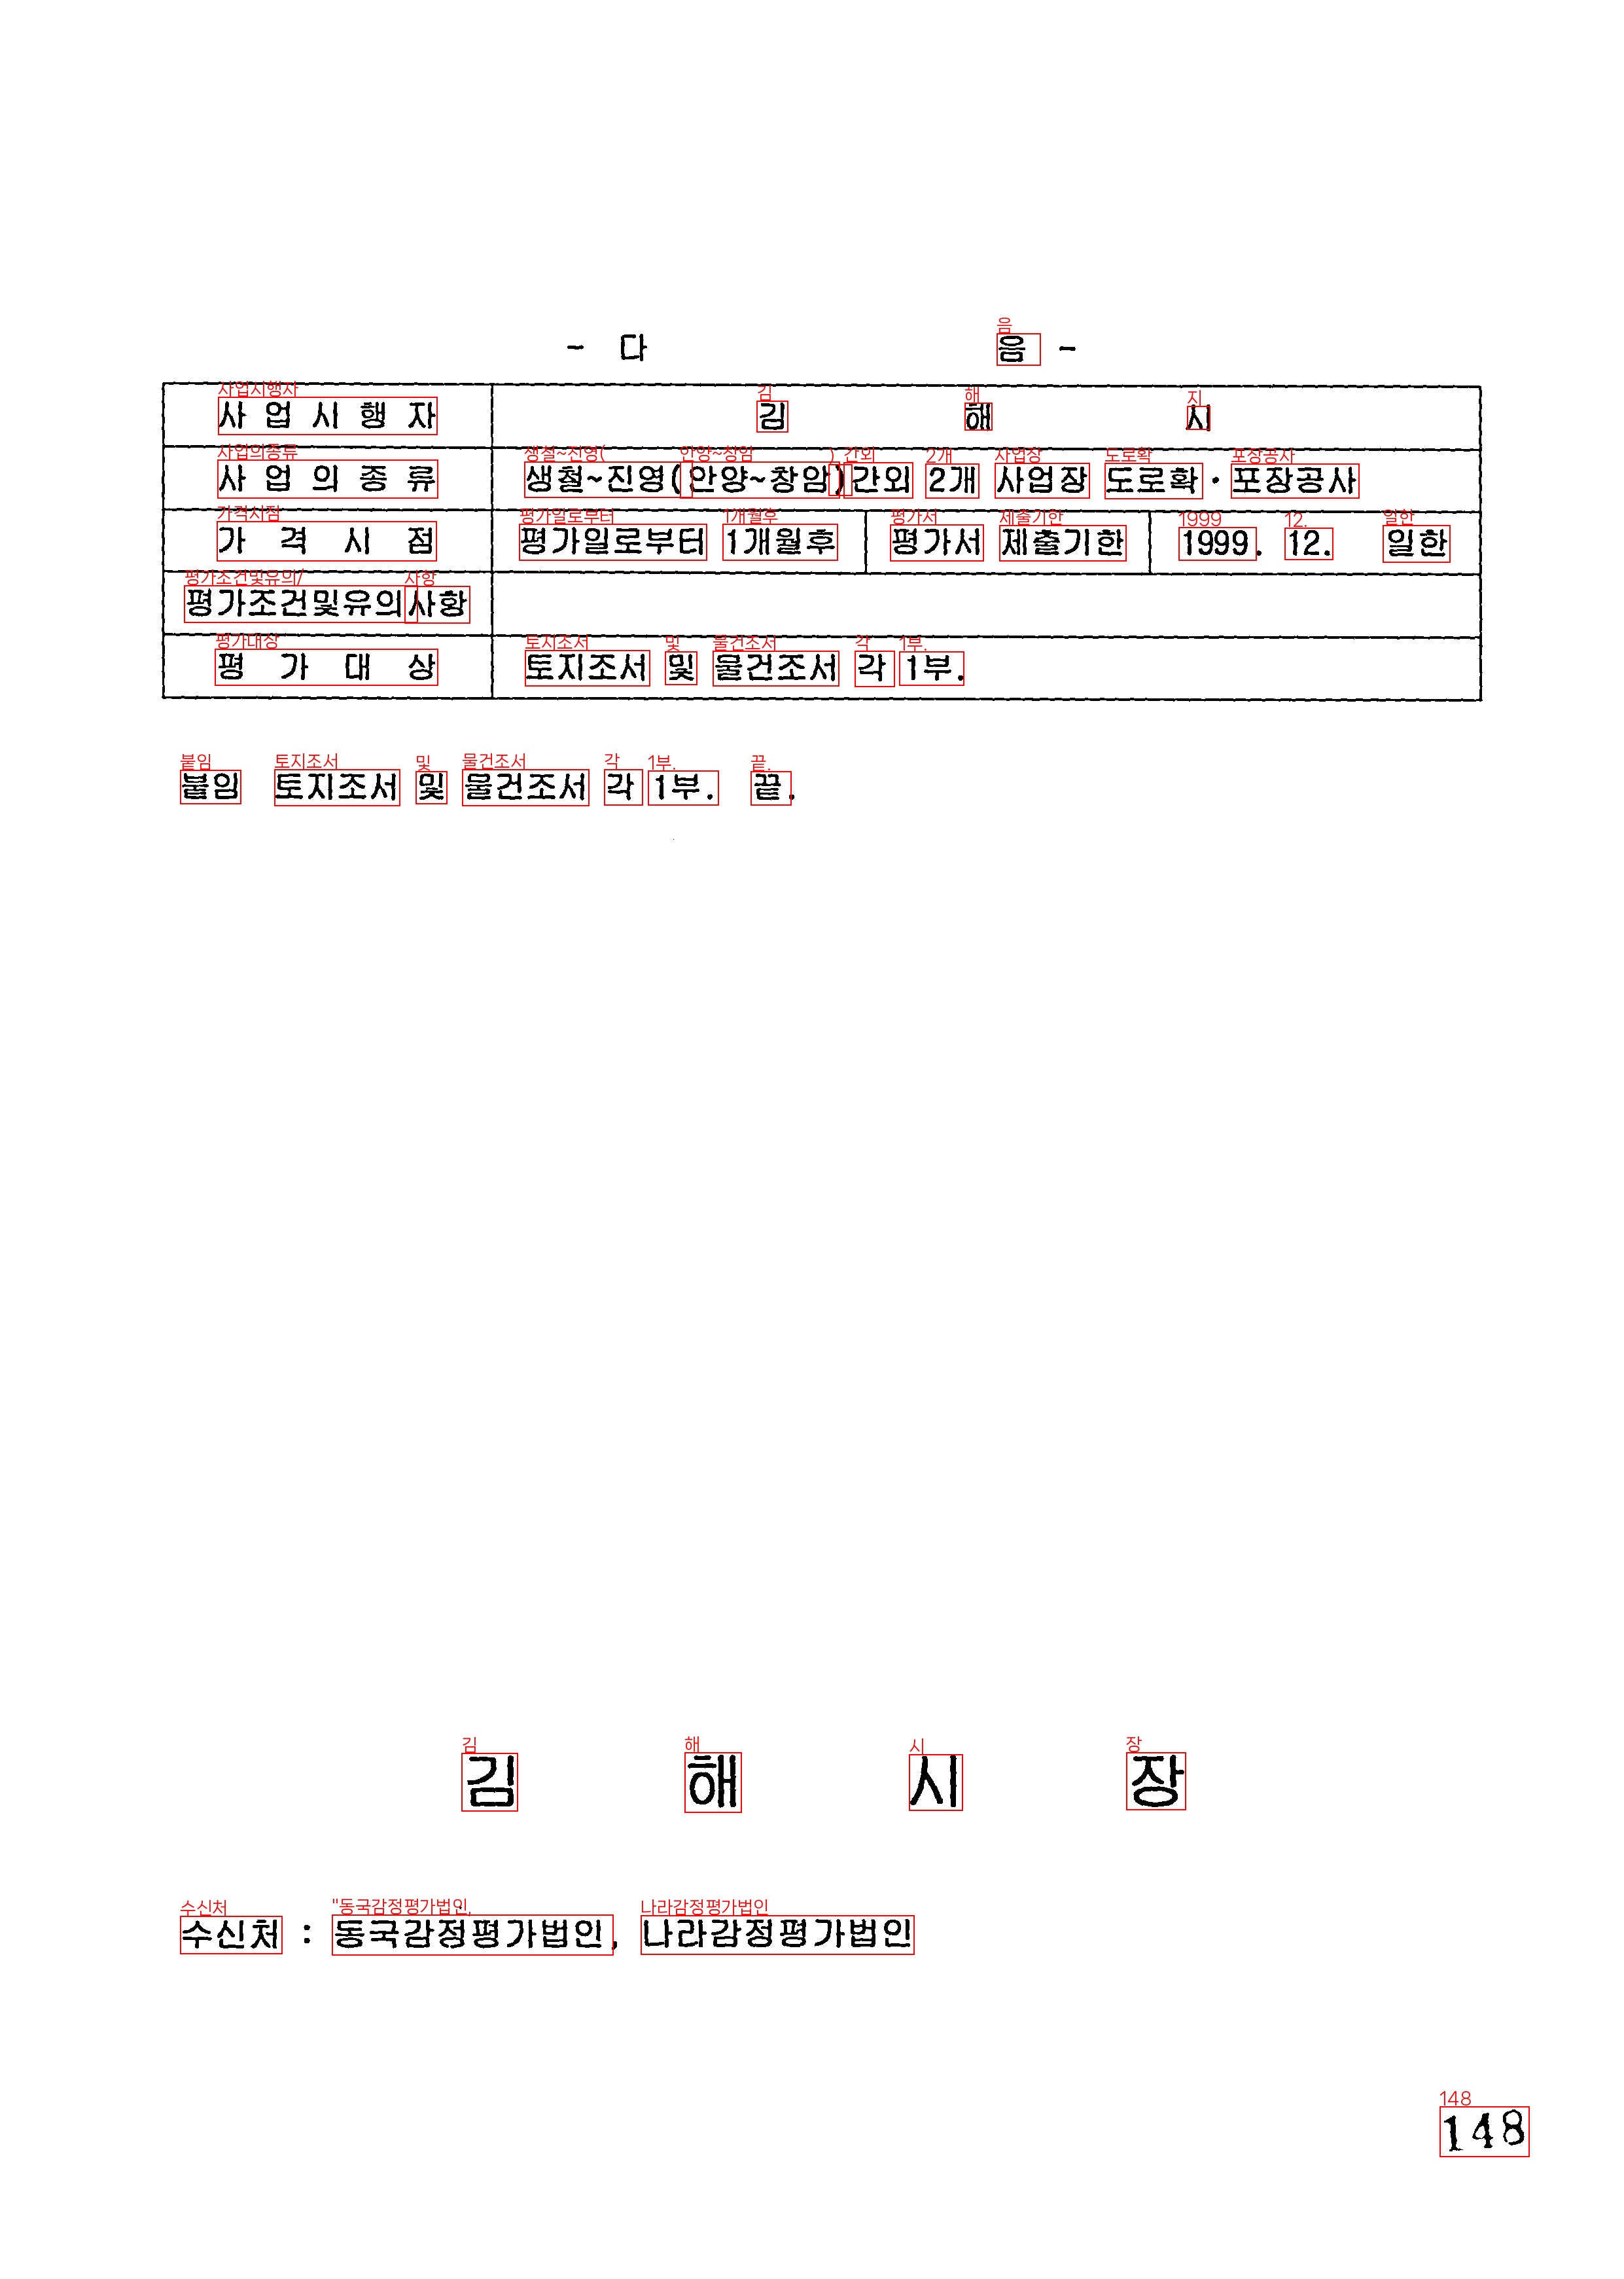 - 다 음 -
사 업 시 행 자 김 해 시
사 업 의 종 류 생철~진영(안양~창암)간외 2개 사업장 도로확·포장공사
가 격 시 점 평가일로부터 1개월후 평가서 제출기한 1999. 12. 일한
평가조건및유의사항
평 가 대 상 토지조서 및 물건조서 각 1부.
붙임 토지조서 및 물건조서 각 1부. 끝.
김 해 시 장
수신처 : 동국감정평가법인, 나라감정평가법인
148